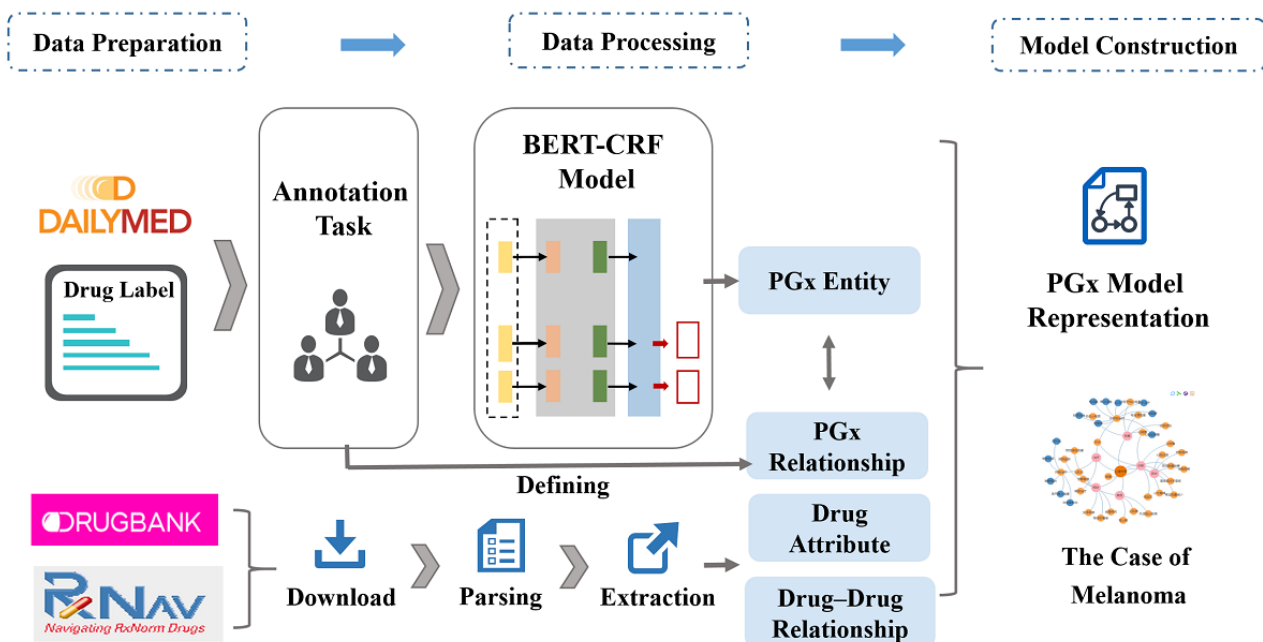 Data Preparation
Data Processing
Model Construction
DAILYMED
Drug Label
Annotation
Task
BERT-CRF
Model
PGx Entity
PGx
Relationship
Defining
PGx Model
Representation
DRUGBANK
RxNav
Navigating RxNorm Drugs
Download
Parsing
Extraction
Drug
Attribute
Drug–Drug
Relationship
The Case of
Melanoma